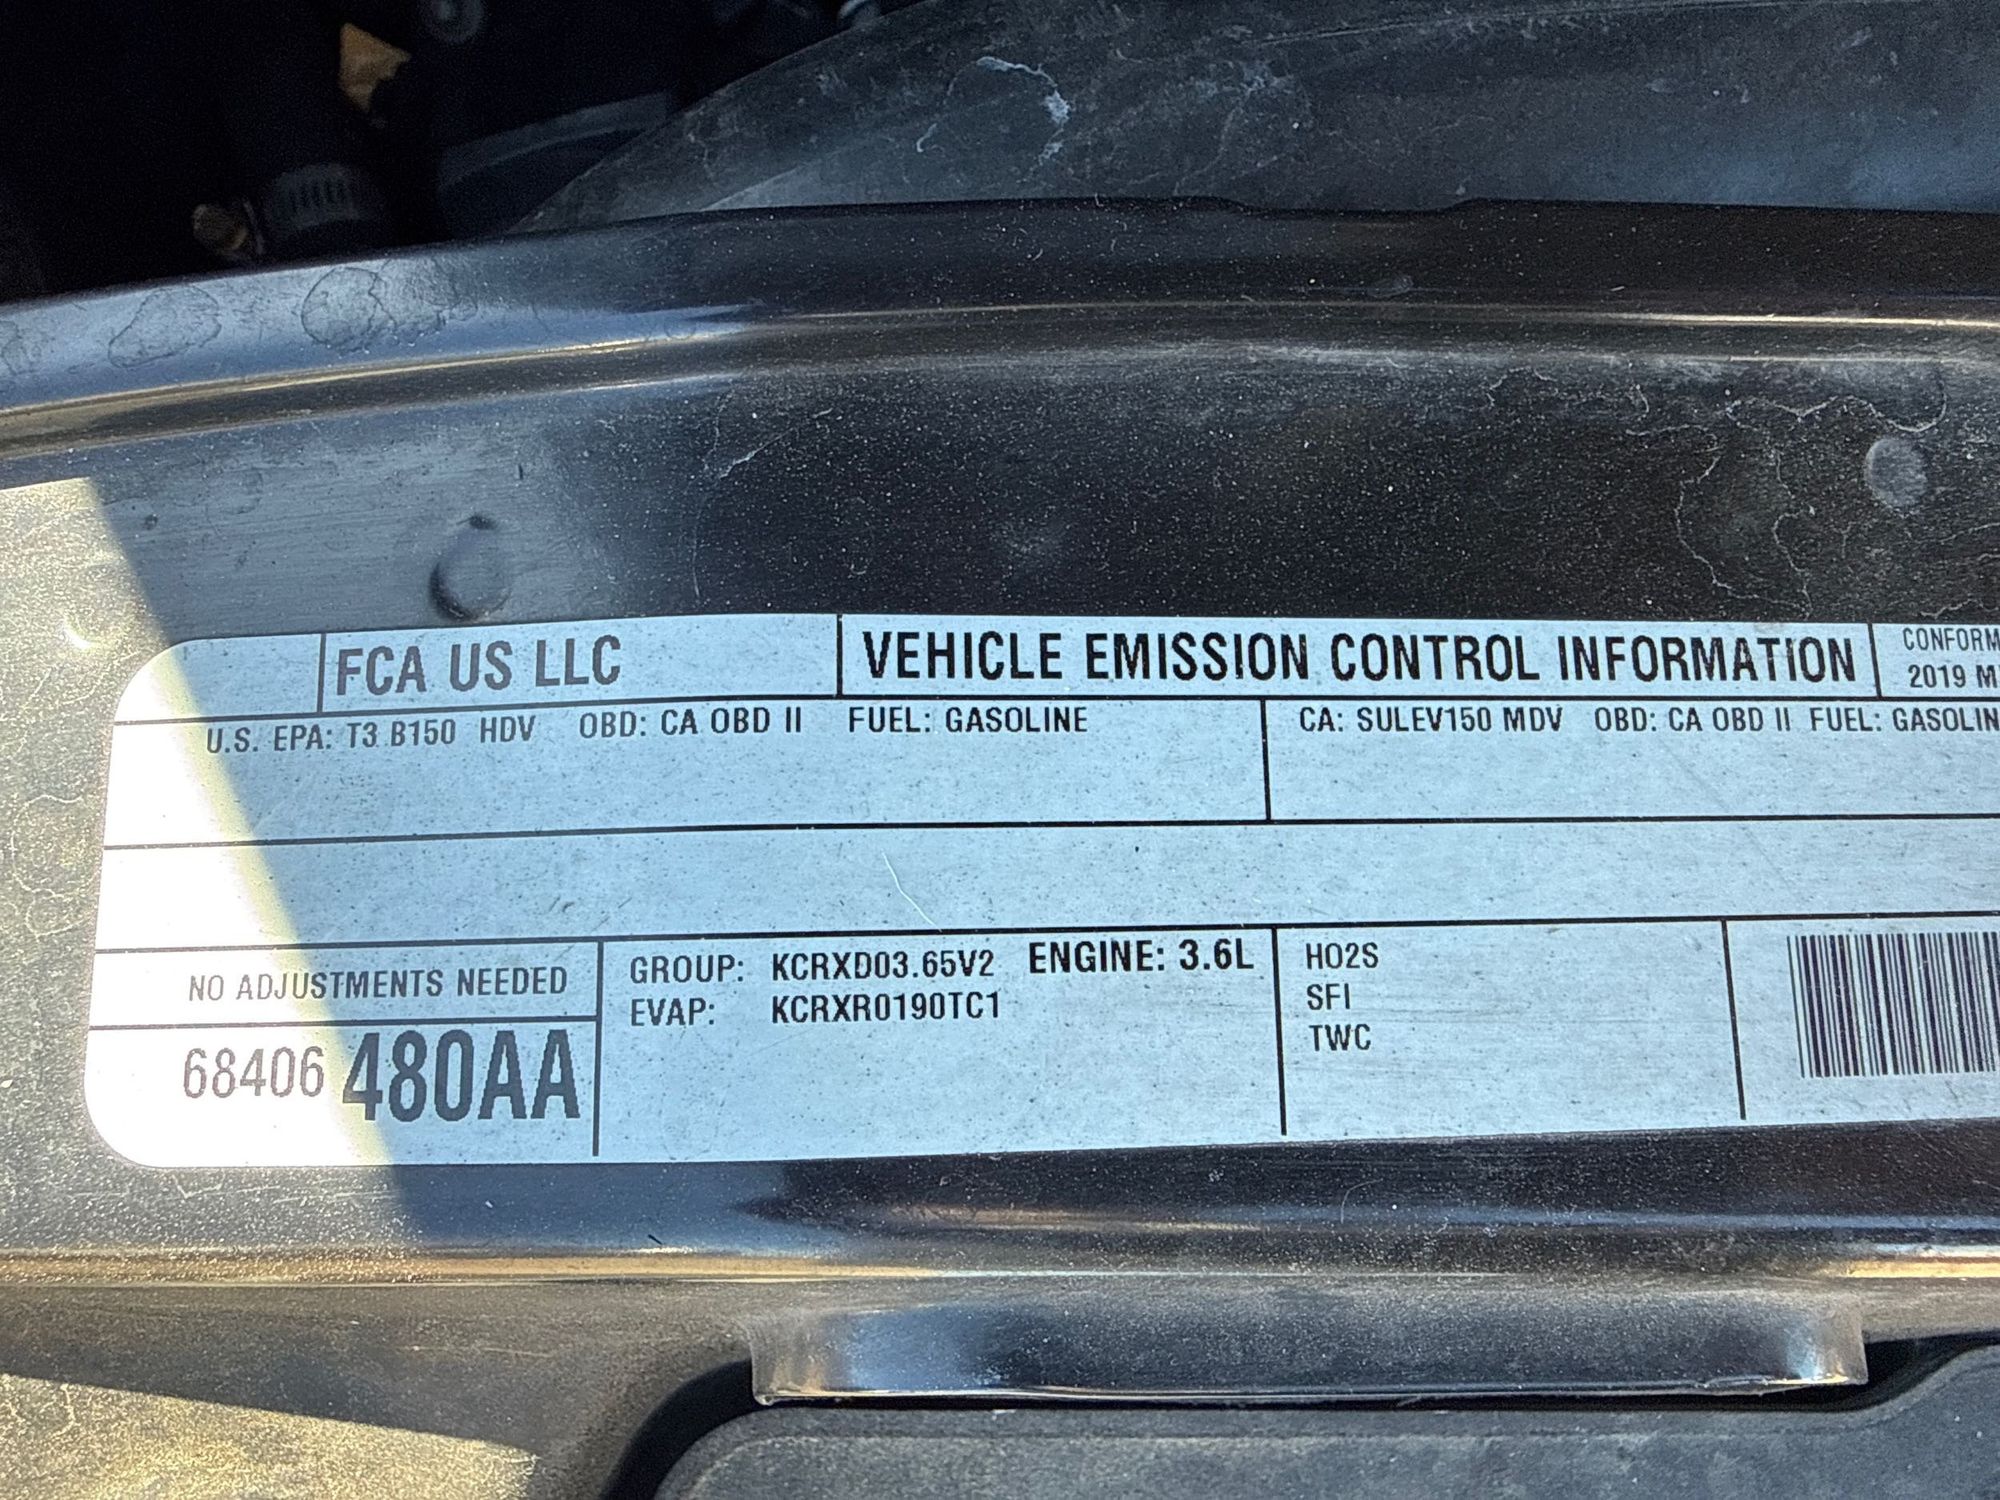 FCA US LLC
VEHICLE EMISSION CONTROL INFORMATION
CONFORM
2019 M
U.S. EPA: T3 B150 HDV OBD: CA OBD II FUEL: GASOLINE
CA: SULEV150 MDV OBD: CA OBD II FUEL: GASOLIN
NO ADJUSTMENTS NEEDED
68406 480AA
GROUP: KCRXD03.65V2 ENGINE: 3.6L
EVAP: KCRXR0190TC1
HO2S
SFI
TWC